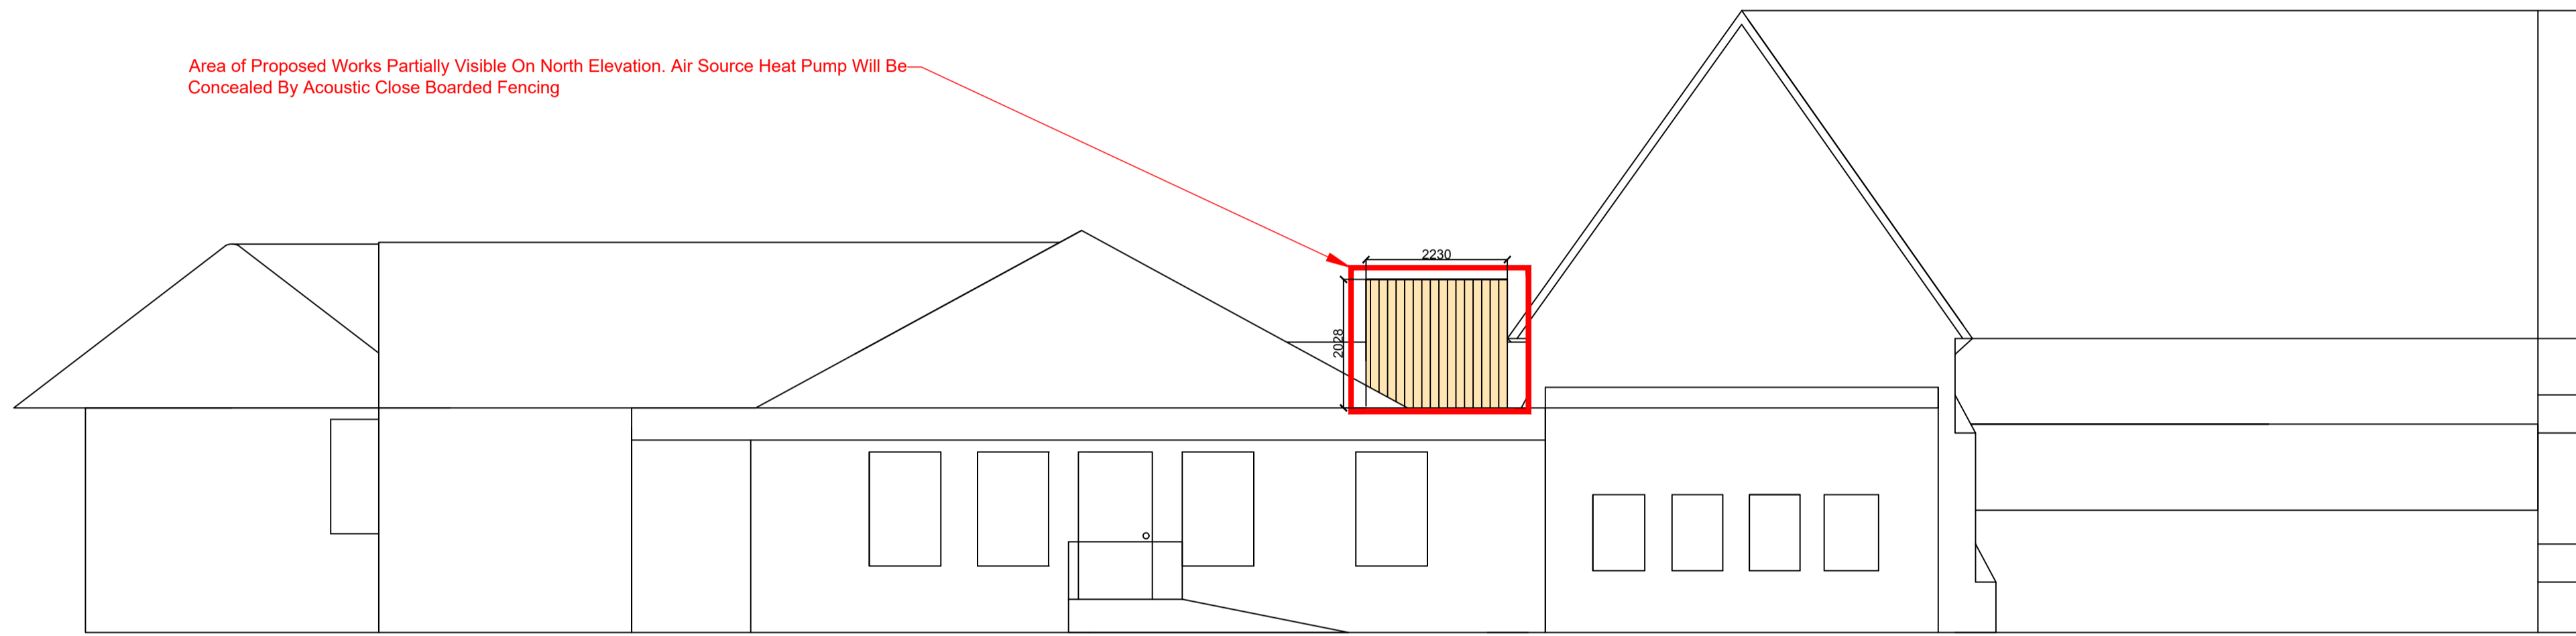 Area of Proposed Works Partially Visible On North Elevation. Air Source Heat Pump Will Be
Concealed By Acoustic Close Boarded Fencing
2230
2028